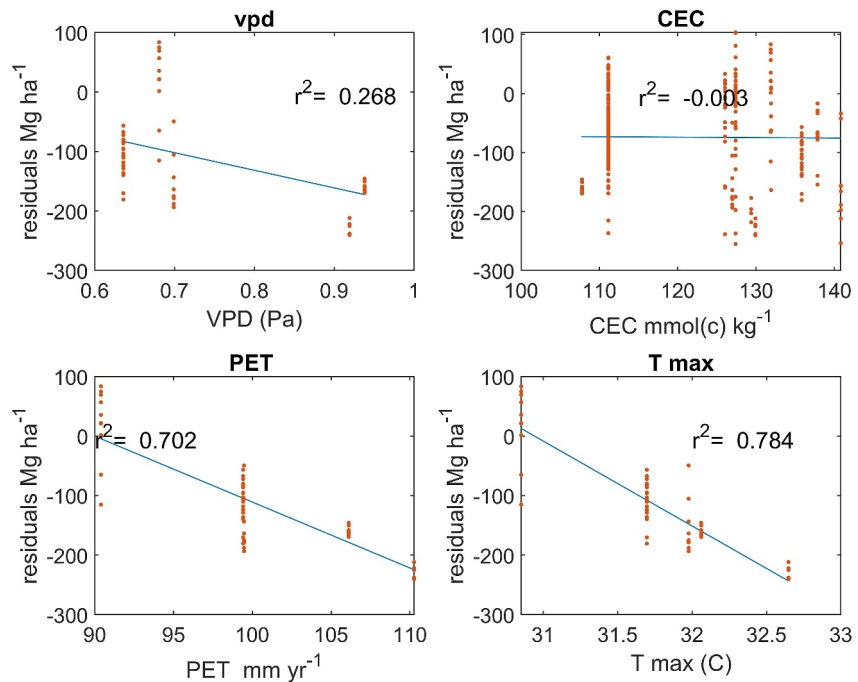 vpd
100
0
-100
-200
-300
residuals Mg ha⁻¹
r²= 0.268
0.6 0.7 0.8 0.9 1
VPD (Pa)
CEC
100
0
-100
-200
-300
residuals Mg ha⁻¹
r²= -0.003
100 110 120 130 140
CEC mmol(c) kg⁻¹
PET
100
0
-100
-200
-300
residuals Mg ha⁻¹
r²= 0.702
90 95 100 105 110
PET mm yr⁻¹
T max
100
0
-100
-200
-300
residuals Mg ha⁻¹
r²= 0.784
31 31.5 32 32.5 33
T max (C)